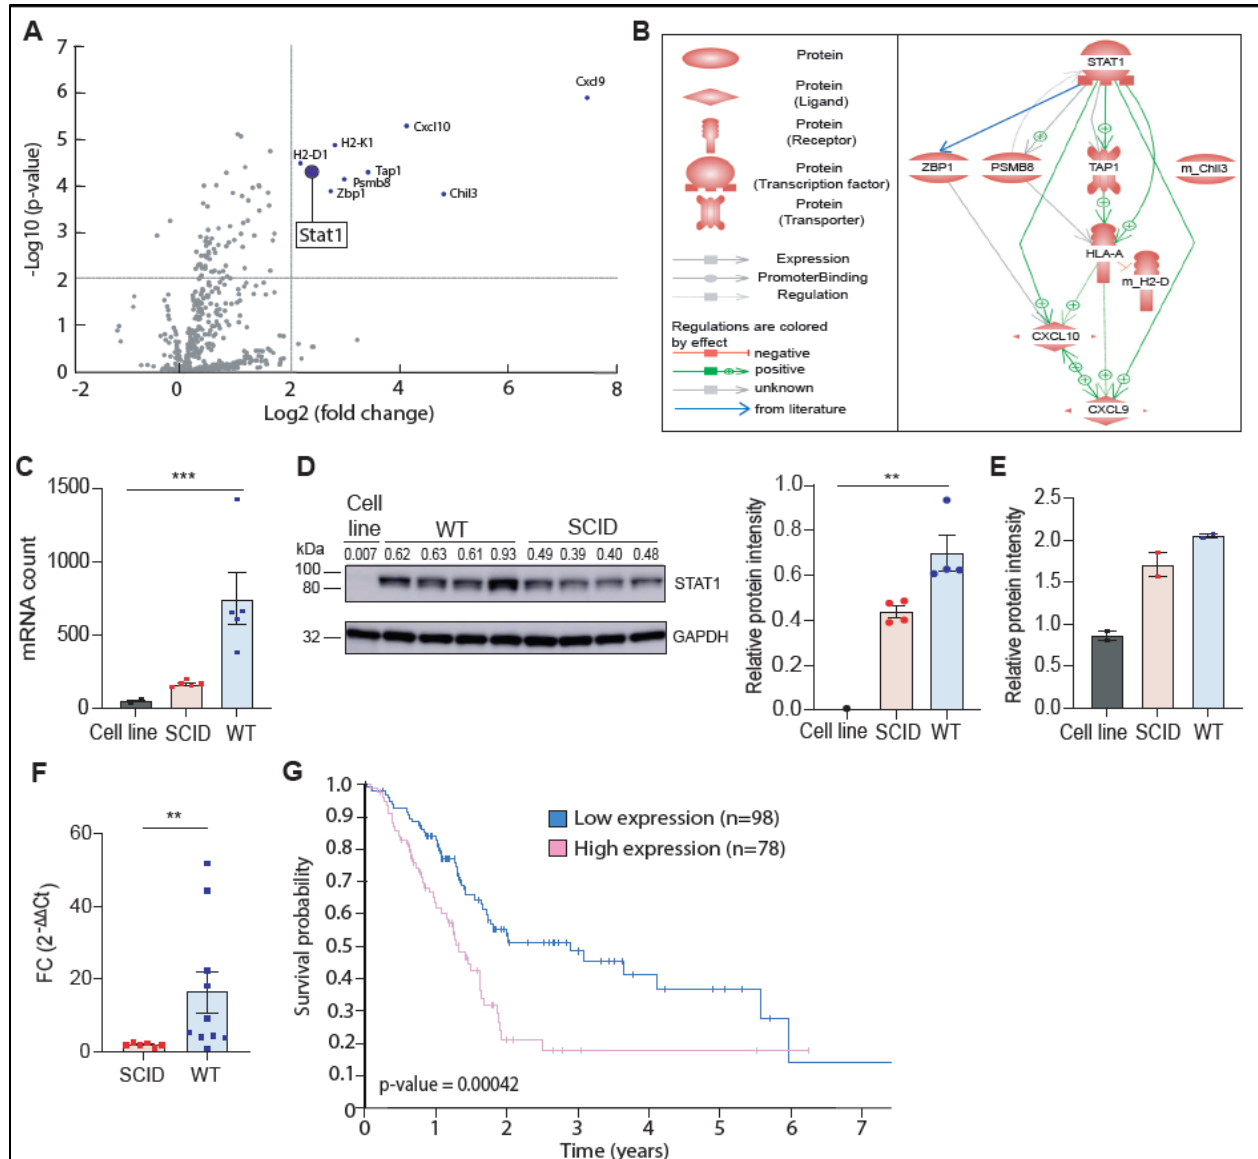 A
7
6
5
4
3
2
1
0
-Log10 (p-value)
-2
0
2
4
6
8
Log2 (fold change)
Cxcl9
Cxcl10
H2-K1
H2-D1
Tap1
Psmb8
Zbp1
Chil3
Stat1
B
Protein
Protein
(Ligand)
Protein
(Receptor)
Protein
(Transcription factor)
Protein
(Transporter)
Expression
PromoterBinding
Regulation
Regulations are colored
by effect
negative
positive
unknown
from literature
STAT1
ZBP1
PSMB8
TAP1
m_Chil3
HLA-A
m_H2-D
CXCL10
CXCL9
C
***
1500
1000
500
0
mRNA count
Cell line
SCID
WT
D
Cell
line
WT
SCID
kDa
0.007 0.62 0.63 0.61 0.93 0.49 0.39 0.40 0.48
100
80
STAT1
32
GAPDH
**
1.0
0.8
0.6
0.4
0.2
0.0
Relative protein intensity
Cell line SCID WT
E
2.5
2.0
1.5
1.0
0.5
0.0
Relative protein intensity
Cell line
SCID
WT
F
**
60
40
20
0
FC (2-ΔΔCt)
SCID
WT
G
1.0
0.9
0.8
0.7
0.6
0.5
0.4
0.3
0.2
0.1
0
Survival probability
Low expression (n=98)
High expression (n=78)
p-value = 0.00042
0
1
2
3
4
5
6
7
Time (years)